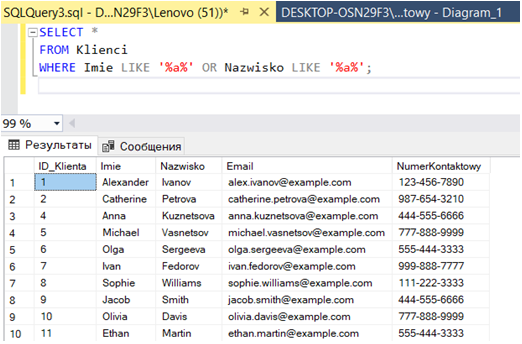 SQLQuery3.sql - D...N29F3\Lenovo (51))* DESKTOP-OSN29F3\...towy - Diagram_1
SELECT *
FROM Klienci
WHERE Imie LIKE '%a%' OR Nazwisko LIKE '%a%';
99 %
Результаты Сообщения
ID_Klienta Imie Nazwisko Email NumerKontaktowy
1 1 Alexander Ivanov alex.ivanov@example.com 123-456-7890
2 2 Catherine Petrova catherine.petrova@example.com 987-654-3210
3 4 Anna Kuznetsova anna.kuznetsova@example.com 444-555-6666
4 5 Michael Vasnetsov michael.vasnetsov@example.com 777-888-9999
5 6 Olga Sergeeva olga.sergeeva@example.com 555-444-3333
6 7 Ivan Fedorov ivan.fedorov@example.com 999-888-7777
7 8 Sophie Williams sophie.williams@example.com 111-222-3333
8 9 Jacob Smith jacob.smith@example.com 444-555-6666
9 10 Olivia Davis olivia.davis@example.com 777-888-9999
10 11 Ethan Martin ethan.martin@example.com 555-444-3333